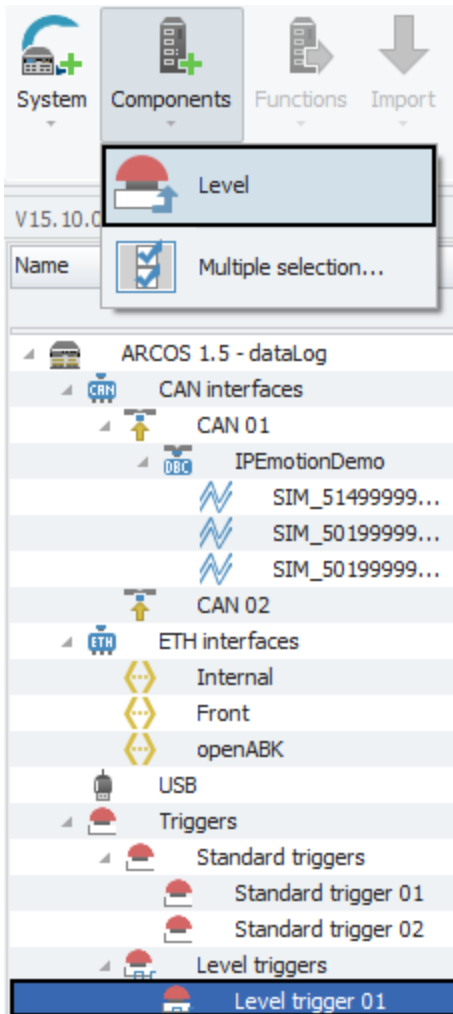 System Components Functions Import
Level
V15.10.0
Name
Multiple selection...
ARCOS 1.5 - dataLog
CAN interfaces
CAN 01
DBC IPEmotionDemo
SIM_51499999...
SIM_50199999...
SIM_50199999...
CAN 02
ETH ETH interfaces
Internal
Front
openABK
USB
Triggers
Standard triggers
Standard trigger 01
Standard trigger 02
Level triggers
Level trigger 01